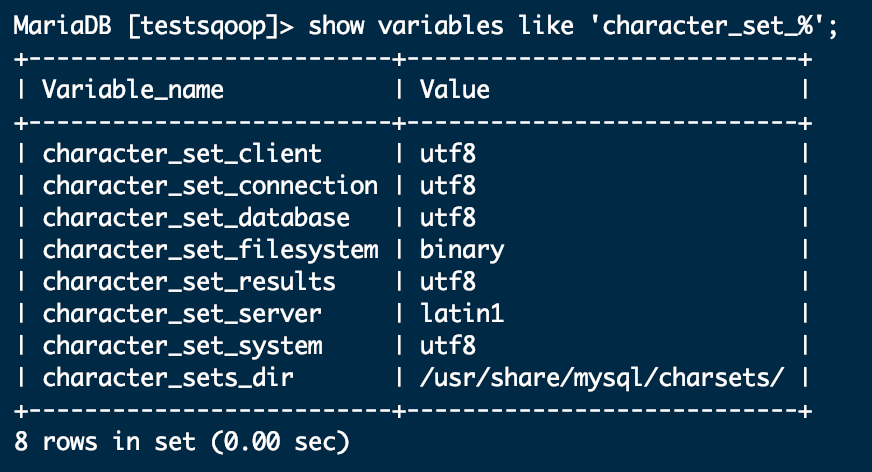 MariaDB [testsqoop]> show variables like 'character_set_%';
+--------------------------+----------------------------+
| Variable_name            | Value                      |
+--------------------------+----------------------------+
| character_set_client     | utf8                       |
| character_set_connection | utf8                       |
| character_set_database   | utf8                       |
| character_set_filesystem | binary                     |
| character_set_results    | utf8                       |
| character_set_server     | latin1                     |
| character_set_system     | utf8                       |
| character_sets_dir       | /usr/share/mysql/charsets/ |
+--------------------------+----------------------------+
8 rows in set (0.00 sec)